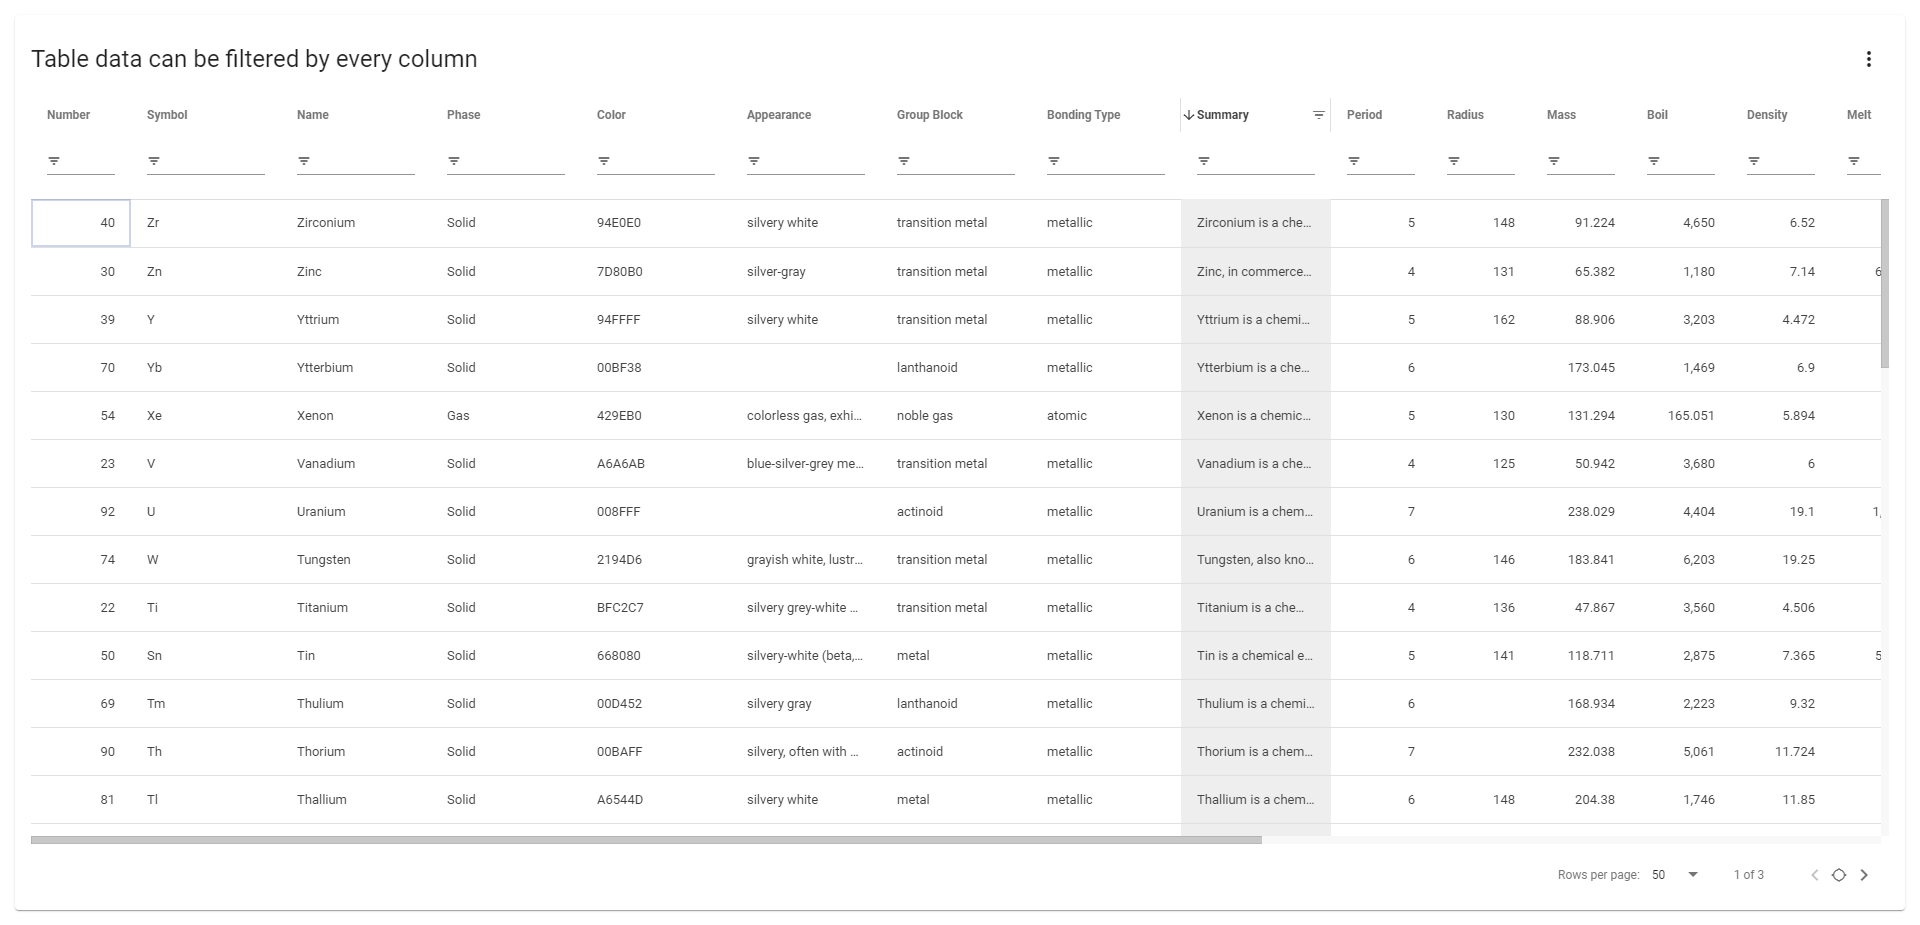 Table data can be filtered by every column
Number Symbol Name Phase Color Appearance Group Block Bonding Type Summary Period Radius Mass Boil Density Melt
40 Zr Zirconium Solid 94E0E0 silvery white transition metal metallic Zirconium is a che... 5 148 91.224 4,650 6.52
30 Zn Zinc Solid 7D80B0 silver-gray transition metal metallic Zinc, in commerce... 4 131 65.382 1,180 7.14 6
39 Y Yttrium Solid 94FFFF silvery white transition metal metallic Yttrium is a chemi... 5 162 88.906 3,203 4.472
70 Yb Ytterbium Solid 00BF38 lanthanoid metallic Ytterbium is a che... 6 173.045 1,469 6.9
54 Xe Xenon Gas 429EB0 colorless gas, exhi... noble gas atomic Xenon is a chemic... 5 130 131.294 165.051 5.894
23 V Vanadium Solid A6A6AB blue-silver-grey me... transition metal metallic Vanadium is a che... 4 125 50.942 3,680 6
92 U Uranium Solid 008FFF actinoid metallic Uranium is a chem... 7 238.029 4,404 19.1 1,
74 W Tungsten Solid 2194D6 grayish white, lustr... transition metal metallic Tungsten, also kno... 6 146 183.841 6,203 19.25
22 Ti Titanium Solid BFC2C7 silvery grey-white ... transition metal metallic Titanium is a che... 4 136 47.867 3,560 4.506
50 Sn Tin Solid 668080 silvery-white (beta,... metal metallic Tin is a chemical e... 5 141 118.711 2,875 7.365 5
69 Tm Thulium Solid 00D452 silvery gray lanthanoid metallic Thulium is a chemi... 6 168.934 2,223 9.32
90 Th Thorium Solid 00BAFF silvery, often with ... actinoid metallic Thorium is a chem... 7 232.038 5,061 11.724
81 Tl Thallium Solid A6544D silvery white metal metallic Thallium is a chem... 6 148 204.38 1,746 11.85
Rows per page: 50 1 of 3